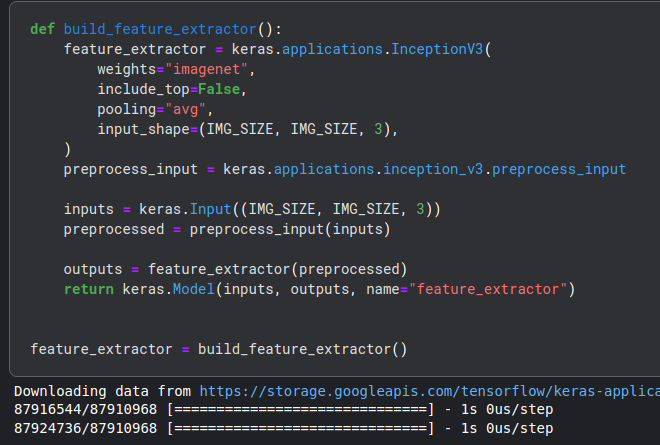 def build_feature_extractor():
    feature_extractor = keras.applications.InceptionV3(
        weights="imagenet",
        include_top=False,
        pooling="avg",
        input_shape=(IMG_SIZE, IMG_SIZE, 3),
    )
    preprocess_input = keras.applications.inception_v3.preprocess_input
    inputs = keras.Input((IMG_SIZE, IMG_SIZE, 3))
    preprocessed = preprocess_input(inputs)
    outputs = feature_extractor(preprocessed)
    return keras.Model(inputs, outputs, name="feature_extractor")
feature_extractor = build_feature_extractor()
Downloading data from https://storage.googleapis.com/tensorflow/keras-applica
87916544/87910968 [==============================] - 1s 0us/step
87924736/87910968 [==============================] - 1s 0us/step